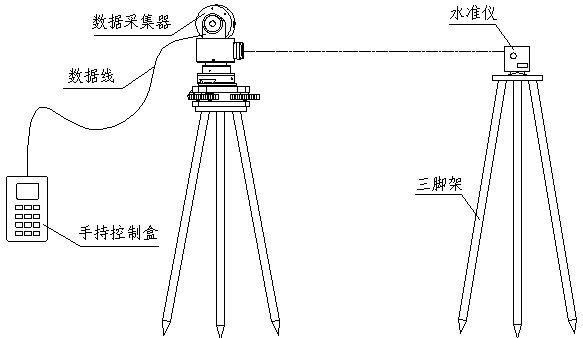 数据采集器
水准仪
数据线
三脚架
手持控制盒